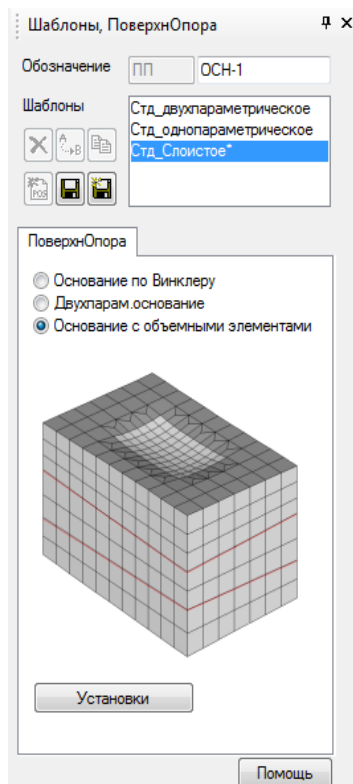 Шаблоны, ПоверхнОпора
Обозначение ПП ОСН-1
Шаблоны
Стд_двухпараметрическое
Стд_однопараметрическое
Стд_Слоистое*
A
B
POS
ПоверхнОпора
Основание по Винклеру
Двухпарам.основание
Основание с объемными элементами
Установки
Помощь